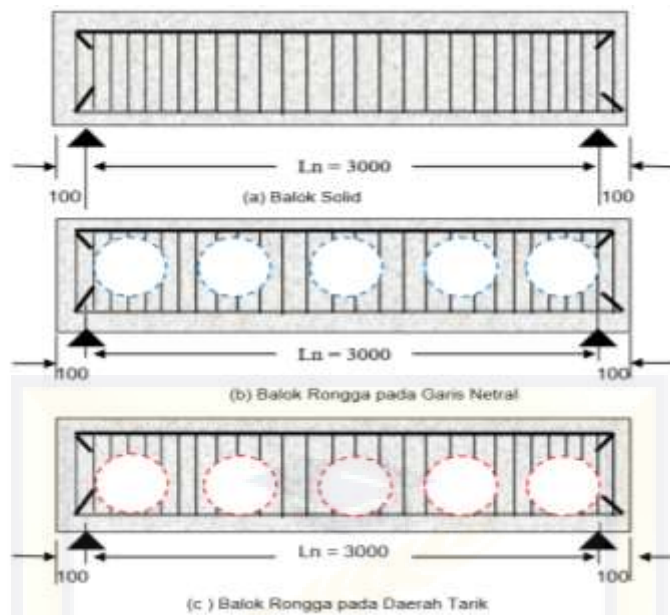 Ln = 3000
100
100
(a) Balok Solid
Ln = 3000
100
100
(b) Balok Rongga pada Garis Netral
Ln = 3000
100
100
(c ) Balok Rongga pada Daerah Tarik